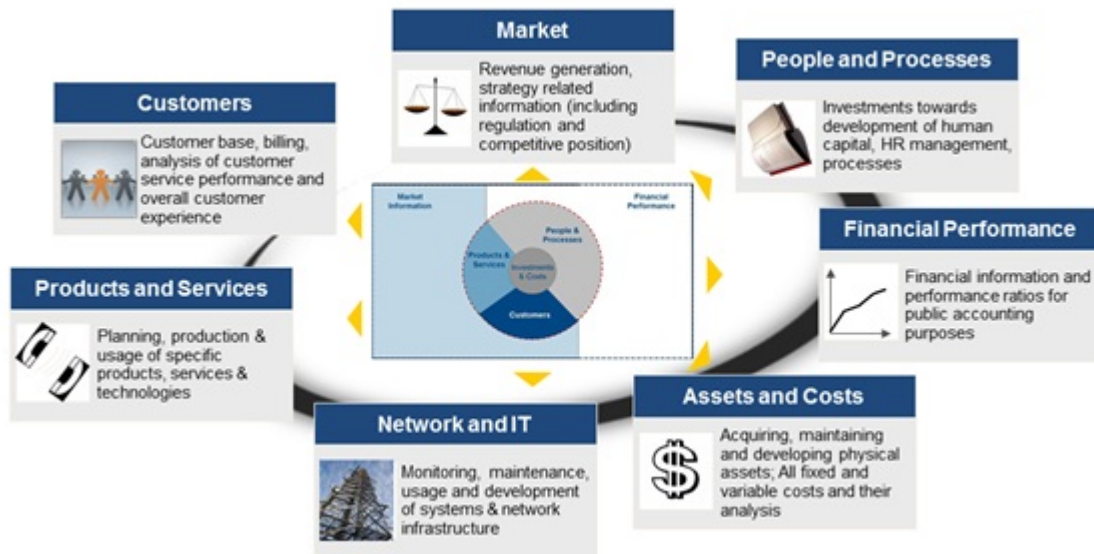 Market
Revenue generation,
strategy related
information (including
regulation and
competitive position)
People and Processes
Investments towards
development of human
capital, HR management,
processes
Customers
Customer base, billing,
analysis of customer
service performance and
overall customer
experience
Market
Information
Financial
Performance
People &
Processes
Products &
Services
Investments
& Costs
Customers
Financial Performance
Financial information and
performance ratios for
public accounting
purposes
Products and Services
Planning, production &
usage of specific
products, services &
technologies
Network and IT
Monitoring, maintenance,
usage and development
of systems & network
infrastructure
Assets and Costs
Acquiring, maintaining
and developing physical
assets; All fixed and
variable costs and their
analysis